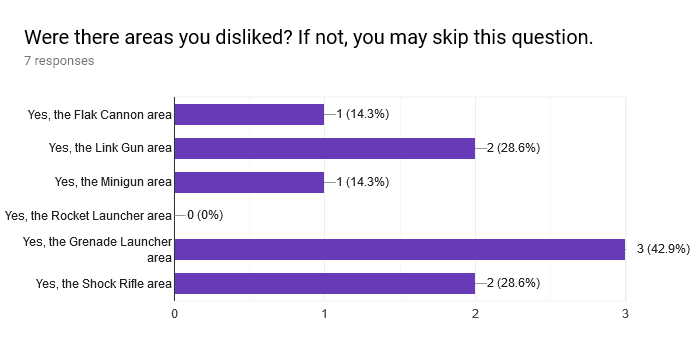 Were there areas you disliked? If not, you may skip this question.
7 responses
Yes, the Flak Cannon area
1 (14.3%)
Yes, the Link Gun area
2 (28.6%)
Yes, the Minigun area
1 (14.3%)
Yes, the Rocket Launcher area
0 (0%)
Yes, the Grenade Launcher
area
3 (42.9%)
Yes, the Shock Rifle area
2 (28.6%)
0
1
2
3